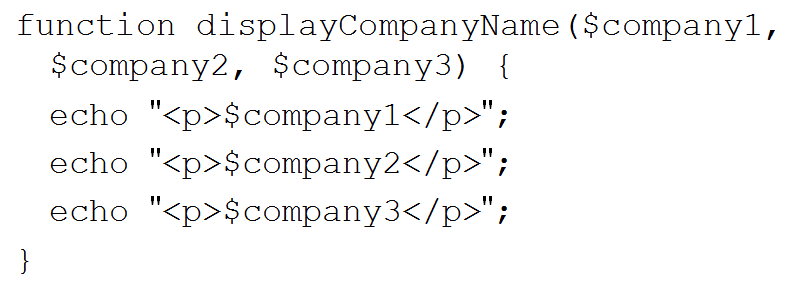 function displayCompanyName($company1,
$company2, $company3) {
echo "<p>$company1</p>";
echo "<p>$company2</p>";
echo "<p>$company3</p>";
}